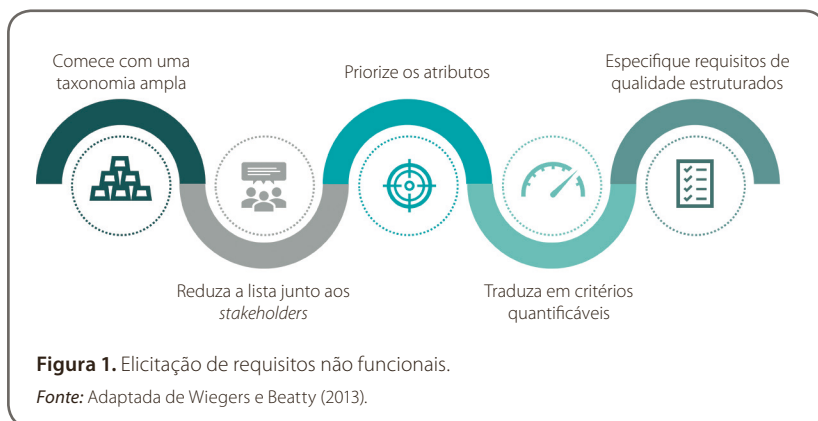 Comece com uma
taxonomia ampla
Reduza a lista junto aos
stakeholders
Priorize os atributos
Traduza em critérios
quantificáveis
Especifique requisitos de
qualidade estruturados
Figura 1. Elicitação de requisitos não funcionais.
Fonte: Adaptada de Wiegers e Beatty (2013).